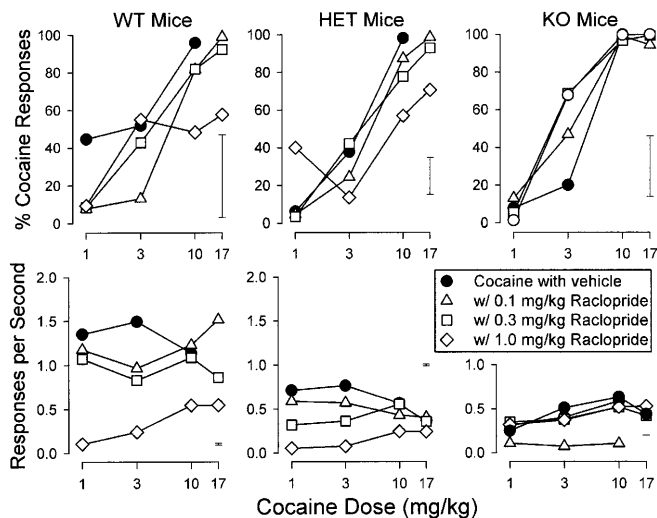 WT Mice
HET Mice
KO Mice
% Cocaine Responses
100
80
60
40
20
0
1 3 10 17
100
80
60
40
20
0
1 3 10 17
100
80
60
40
20
0
1 3 10 17
Responses per Second
2.0
1.5
1.0
0.5
0.0
1 3 10 17
2.0
1.5
1.0
0.5
0.0
1 3 10 17
Cocaine with vehicle
w/ 0.1 mg/kg Raclopride
w/ 0.3 mg/kg Raclopride
w/ 1.0 mg/kg Raclopride
1.0
0.5
0.0
1 3 10 17
Cocaine Dose (mg/kg)